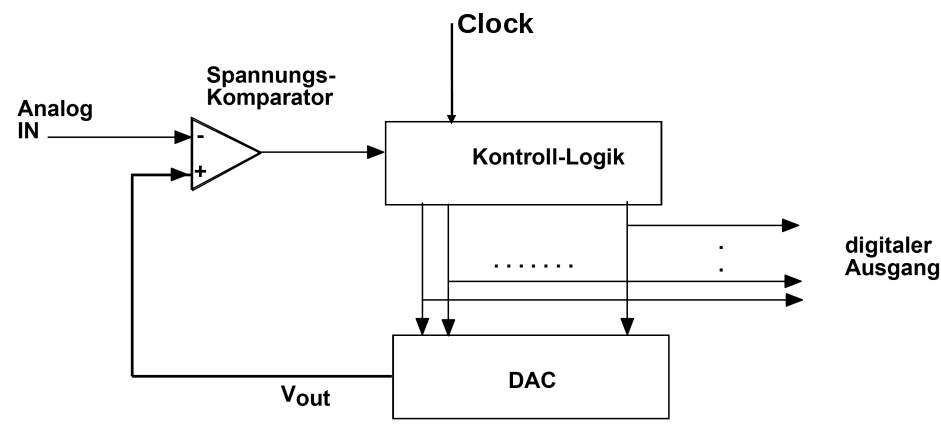 Clock
Spannungs-
Komparator
Analog
IN
-
+
Kontroll-Logik
. . . . . . .
.
.
digitaler
Ausgang
DAC
Vout